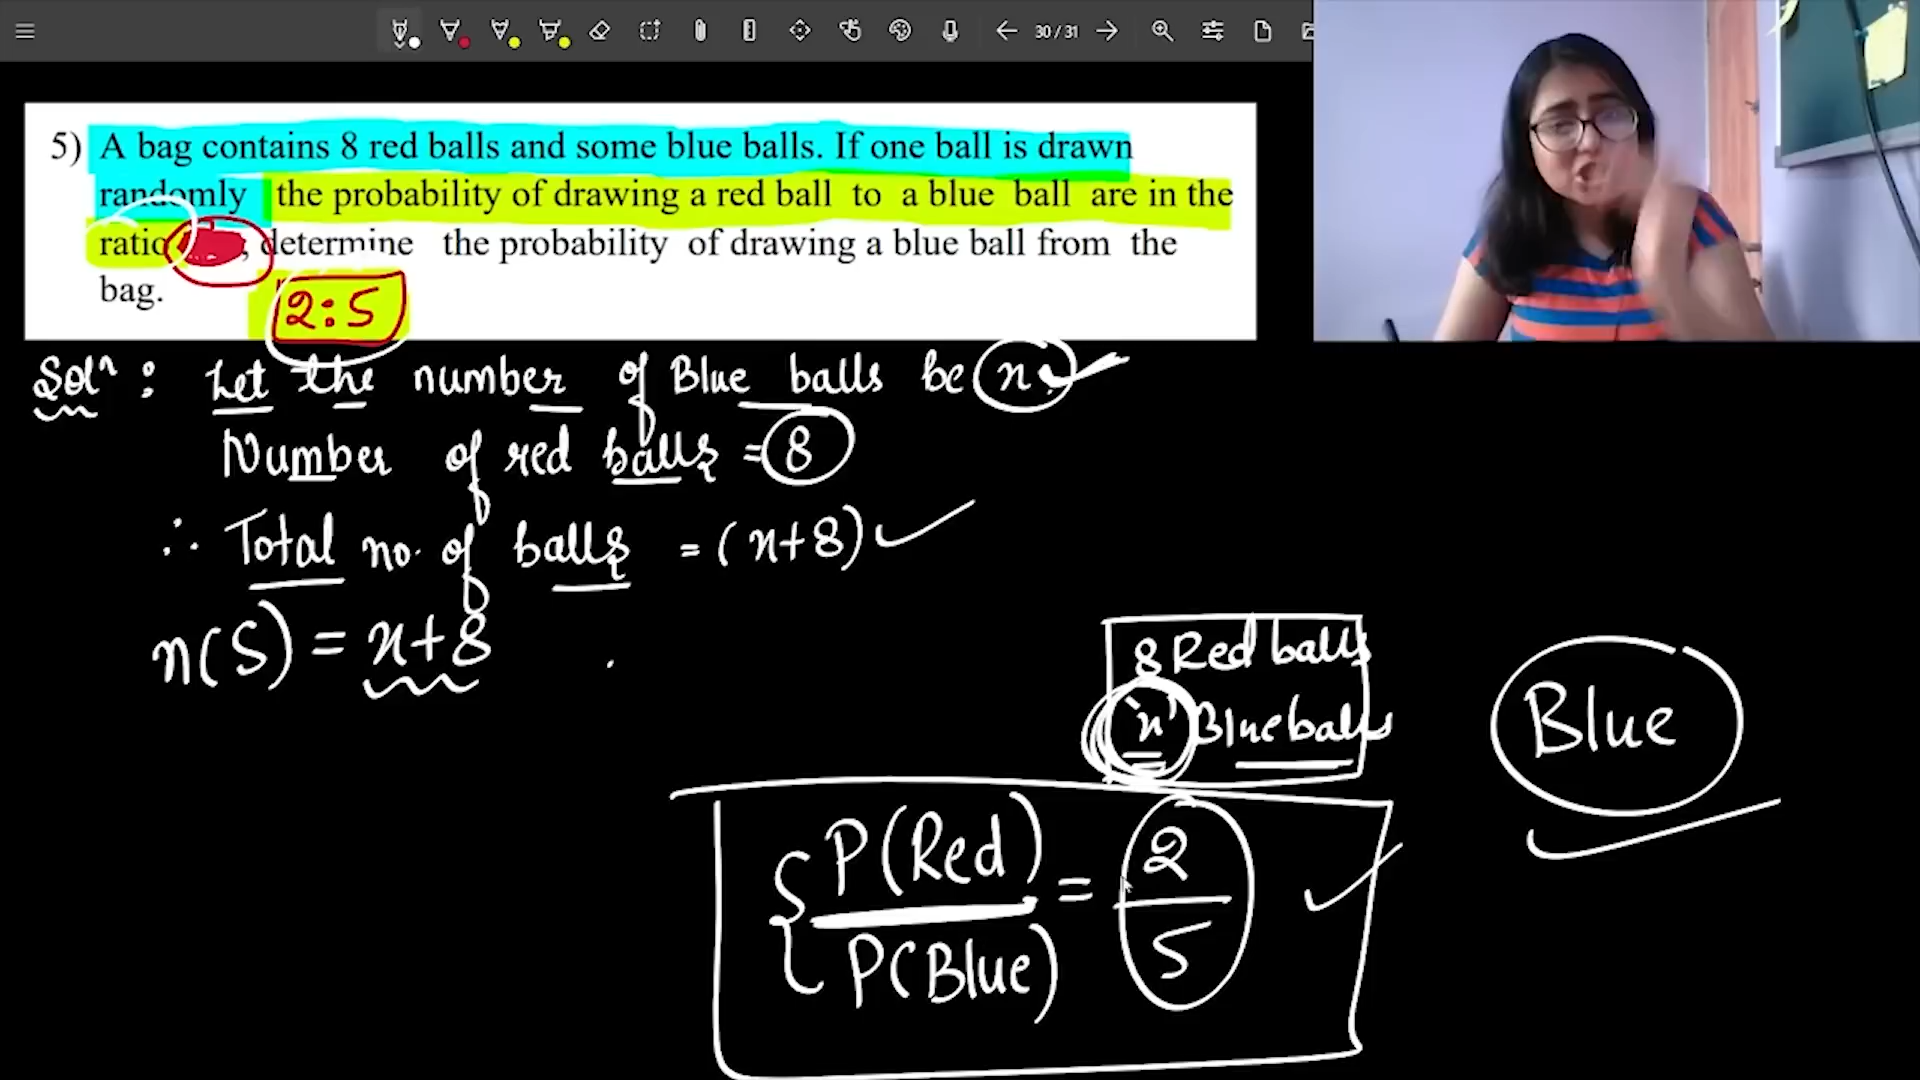 30 / 31
5) A bag contains 8 red balls and some blue balls. If one ball is drawn
randomly the probability of drawing a red ball to a blue ball are in the
ratio determine the probability of drawing a blue ball from the
bag.
2:5
Solⁿ : Let the number of Blue balls be x.
Number of red balls = 8
∴ Total no. of balls = (x+8)
n(S) = x+8
8 Red balls
'x' Blue balls
Blue
P(Red)/P(Blue) = 2/5